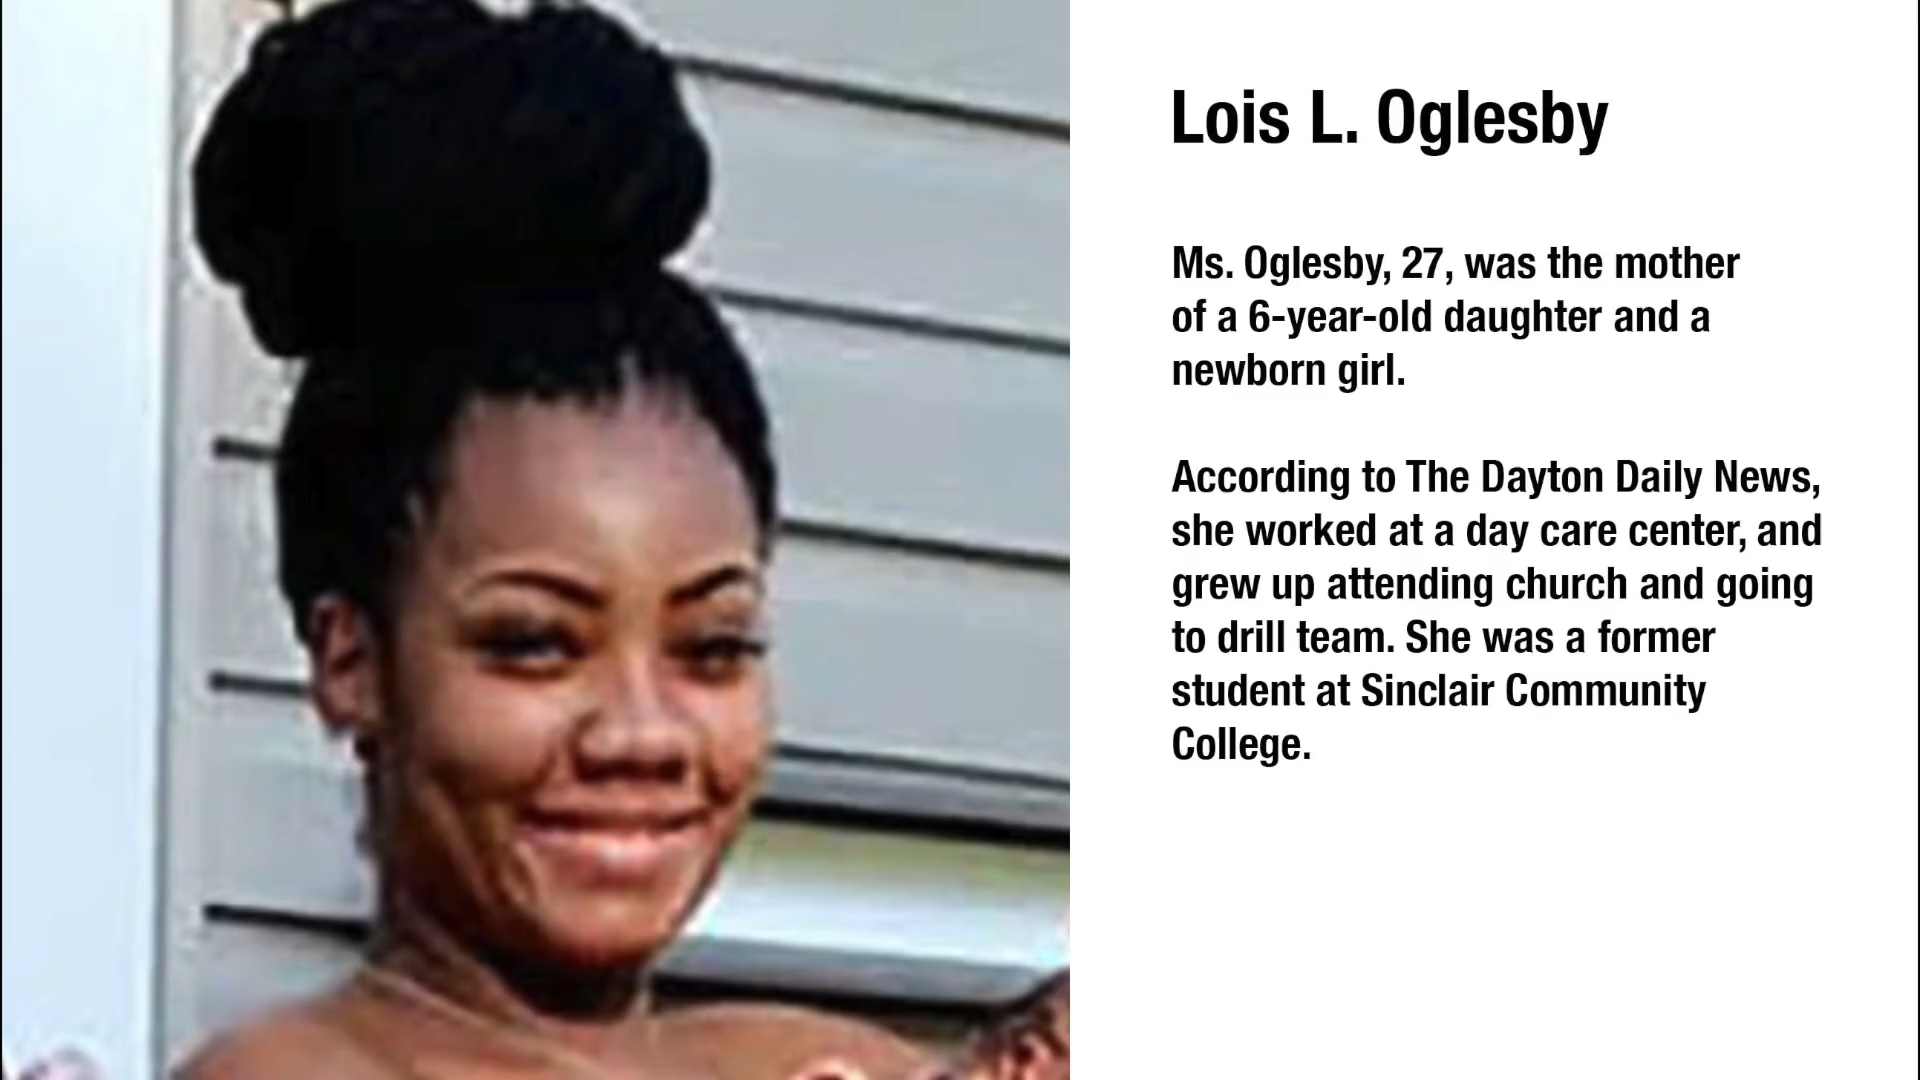 Lois L. Oglesby
Ms. Oglesby, 27, was the mother
of a 6-year-old daughter and a
newborn girl.
According to The Dayton Daily News,
she worked at a day care center, and
grew up attending church and going
to drill team. She was a former
student at Sinclair Community
College.